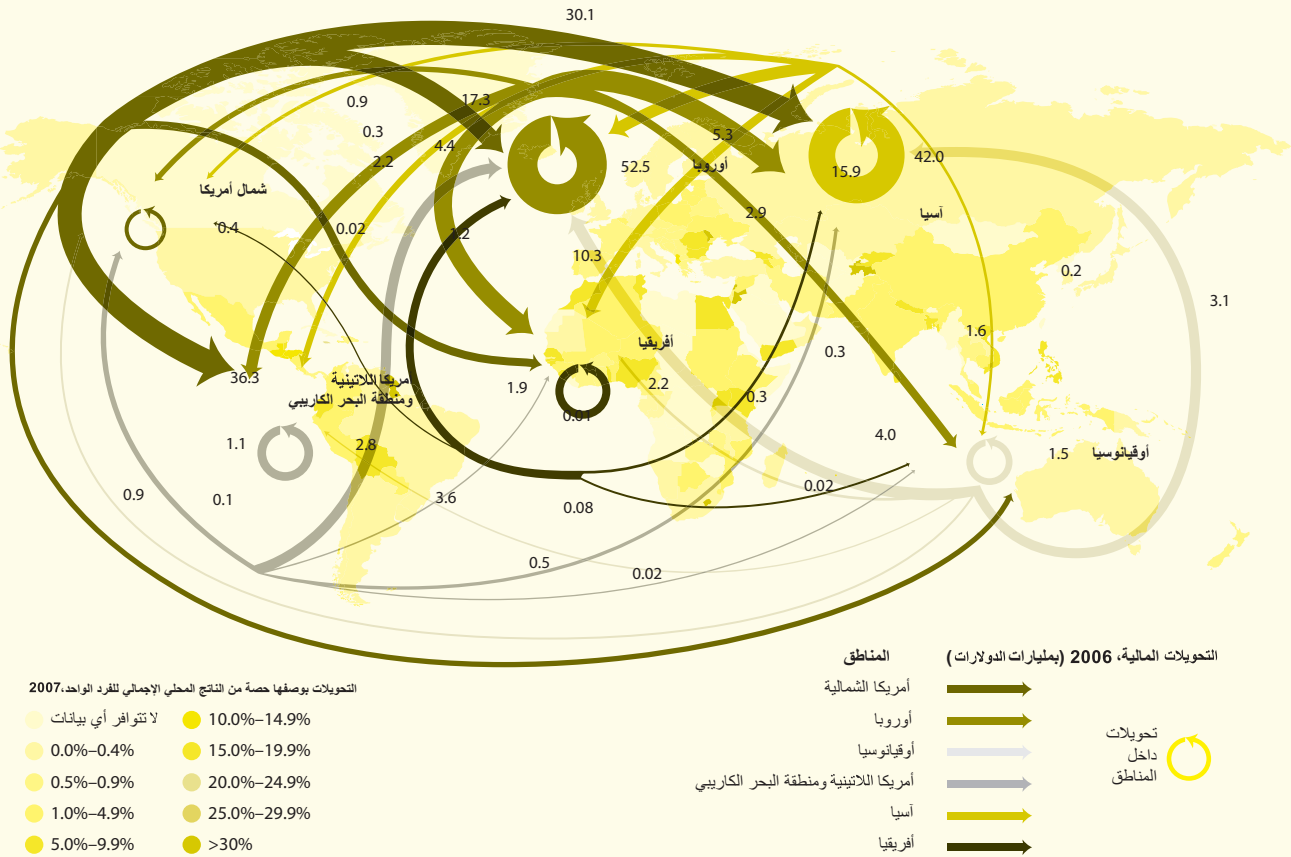 30.1
0.9
17.3
0.3
5.3
4.4
2.2
42.0
52.5
أوروبا
15.9
شمال أمريكا
2.9
آسيا
0.4
0.02
1.2
10.3
0.2
3.1
1.6
أفريقيا
0.3
36.3
مريكا اللاتينية
ومنطقة البحر الكاريبي
1.9
2.2
0.3
0.01
4.0
1.1
2.8
1.5
أوقيانوسيا
0.9
0.1
3.6
0.02
0.08
0.5
0.02
التحويلات المالية، 2006 (بمليارات الدولارات)
المناطق
أمريكا الشمالية
أوروبا
أوقيانوسيا
أمريكا اللاتينية ومنطقة البحر الكاريبي
آسيا
أفريقيا
تحويلات
داخل
المناطق
التحويلات بوصفها حصة من الناتج المحلي الإجمالي للفرد الواحد،2007
لا تتوافر أي بيانات
0.0%–0.4%
0.5%–0.9%
1.0%–4.9%
5.0%–9.9%
10.0%–14.9%
15.0%–19.9%
20.0%–24.9%
25.0%–29.9%
>30%